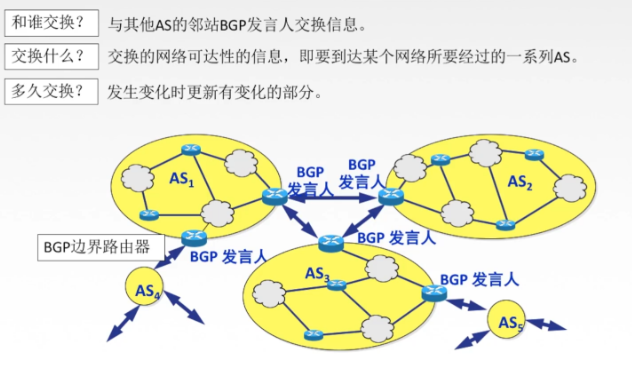 和谁交换？ 与其他AS的邻站BGP发言人交换信息。
交换什么？ 交换的网络可达性的信息，即要到达某个网络所要经过的一系列AS。
多久交换？ 发生变化时更新有变化的部分。
BGP
发言人
BGP
发言人
AS1
AS2
BGP 发言人
BGP边界路由器
BGP 发言人
AS3
BGP 发言人
AS4
AS5